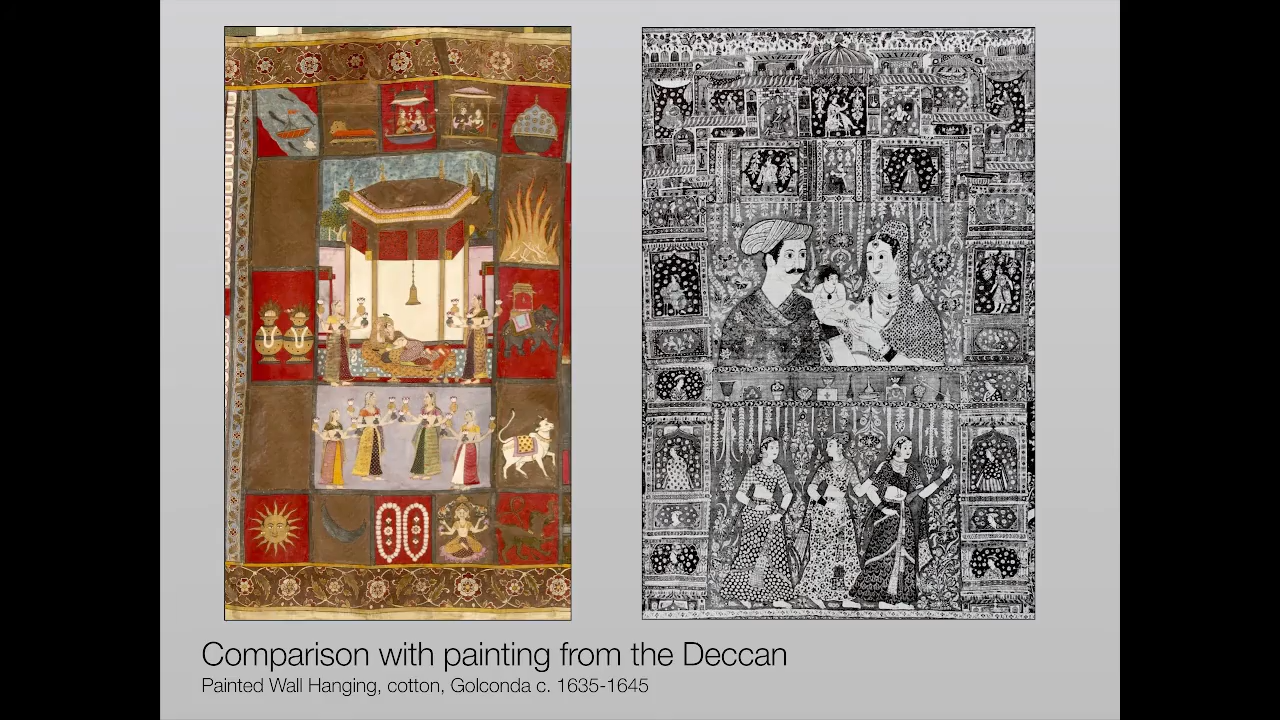 Comparison with painting from the Deccan
Painted Wall Hanging, cotton, Golconda c. 1635-1645